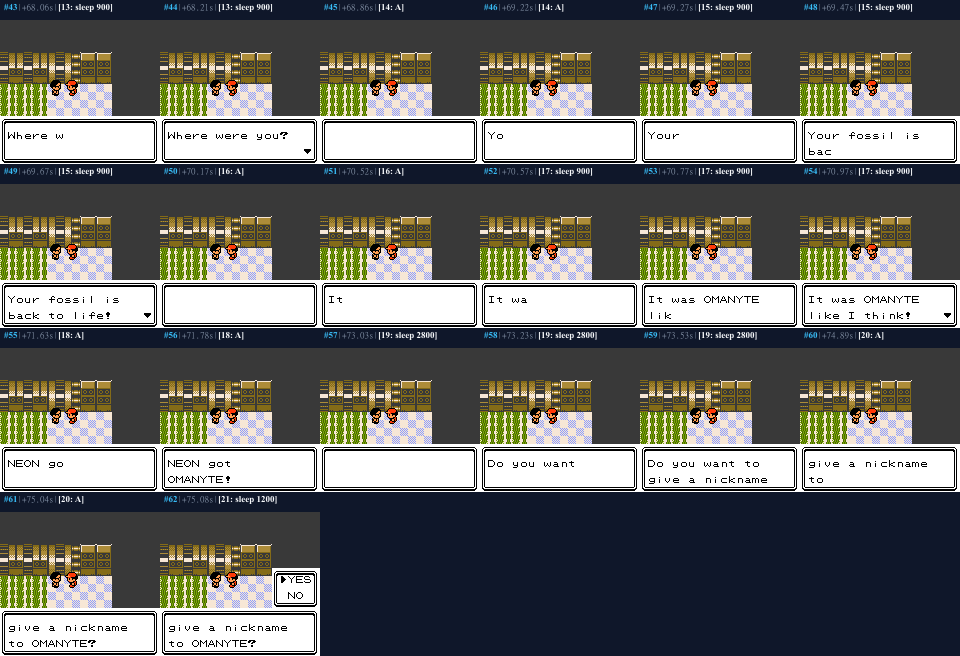 #43|+68.06s|[13: sleep 900]
#44|+68.21s|[13: sleep 900]
#45|+68.86s|[14: A]
#46|+69.22s|[14: A]
#47|+69.27s|[15: sleep 900]
#48|+69.47s|[15: sleep 900]
Where w
Where were you?
Yo
Your
Your fossil is
bac
#49|+69.67s|[15: sleep 900]
#50|+70.17s|[16: A]
#51|+70.52s|[16: A]
#52|+70.57s|[17: sleep 900]
#53|+70.77s|[17: sleep 900]
#54|+70.97s|[17: sleep 900]
Your fossil is
back to life!
It
It wa
It was OMANYTE
lik
It was OMANYTE
like I think!
#55|+71.63s|[18: A]
#56|+71.78s|[18: A]
#57|+73.03s|[19: sleep 2800]
#58|+73.23s|[19: sleep 2800]
#59|+73.53s|[19: sleep 2800]
#60|+74.89s|[20: A]
NEON go
NEON got
OMANYTE!
Do you want
Do you want to
give a nickname
give a nickname
to
#61|+75.04s|[20: A]
#62|+75.08s|[21: sleep 1200]
give a nickname
to OMANYTE?
YES
NO
give a nickname
to OMANYTE?